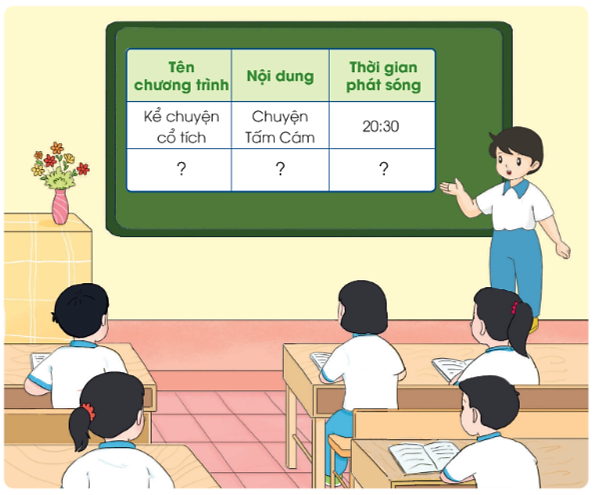 Tên
chương trình
Nội dung
Thời gian
phát sóng
Kể chuyện
cổ tích
Chuyện
Tấm Cám
20:30
?
?
?